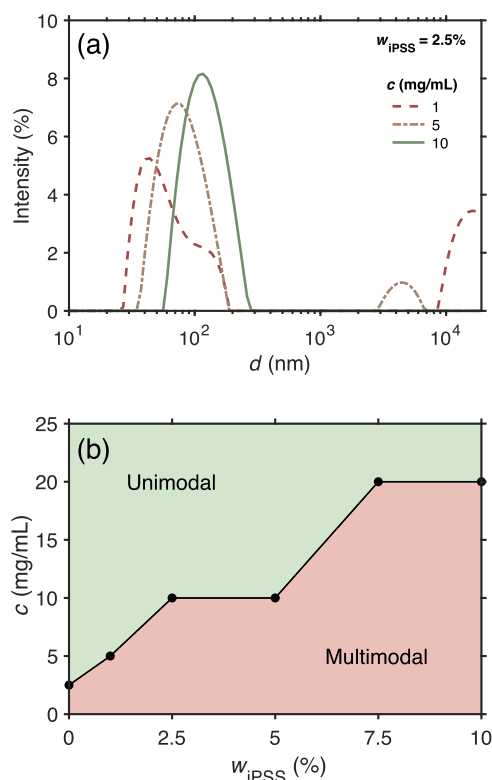 (a)
w_iPSS = 2.5%
c (mg/mL)
1
5
10
Intensity (%)
10
8
6
4
2
0
10^1
10^2
10^3
10^4
d (nm)
(b)
Unimodal
Multimodal
c (mg/mL)
25
20
15
10
5
0
0
2.5
5
7.5
10
w_iPSS (%)